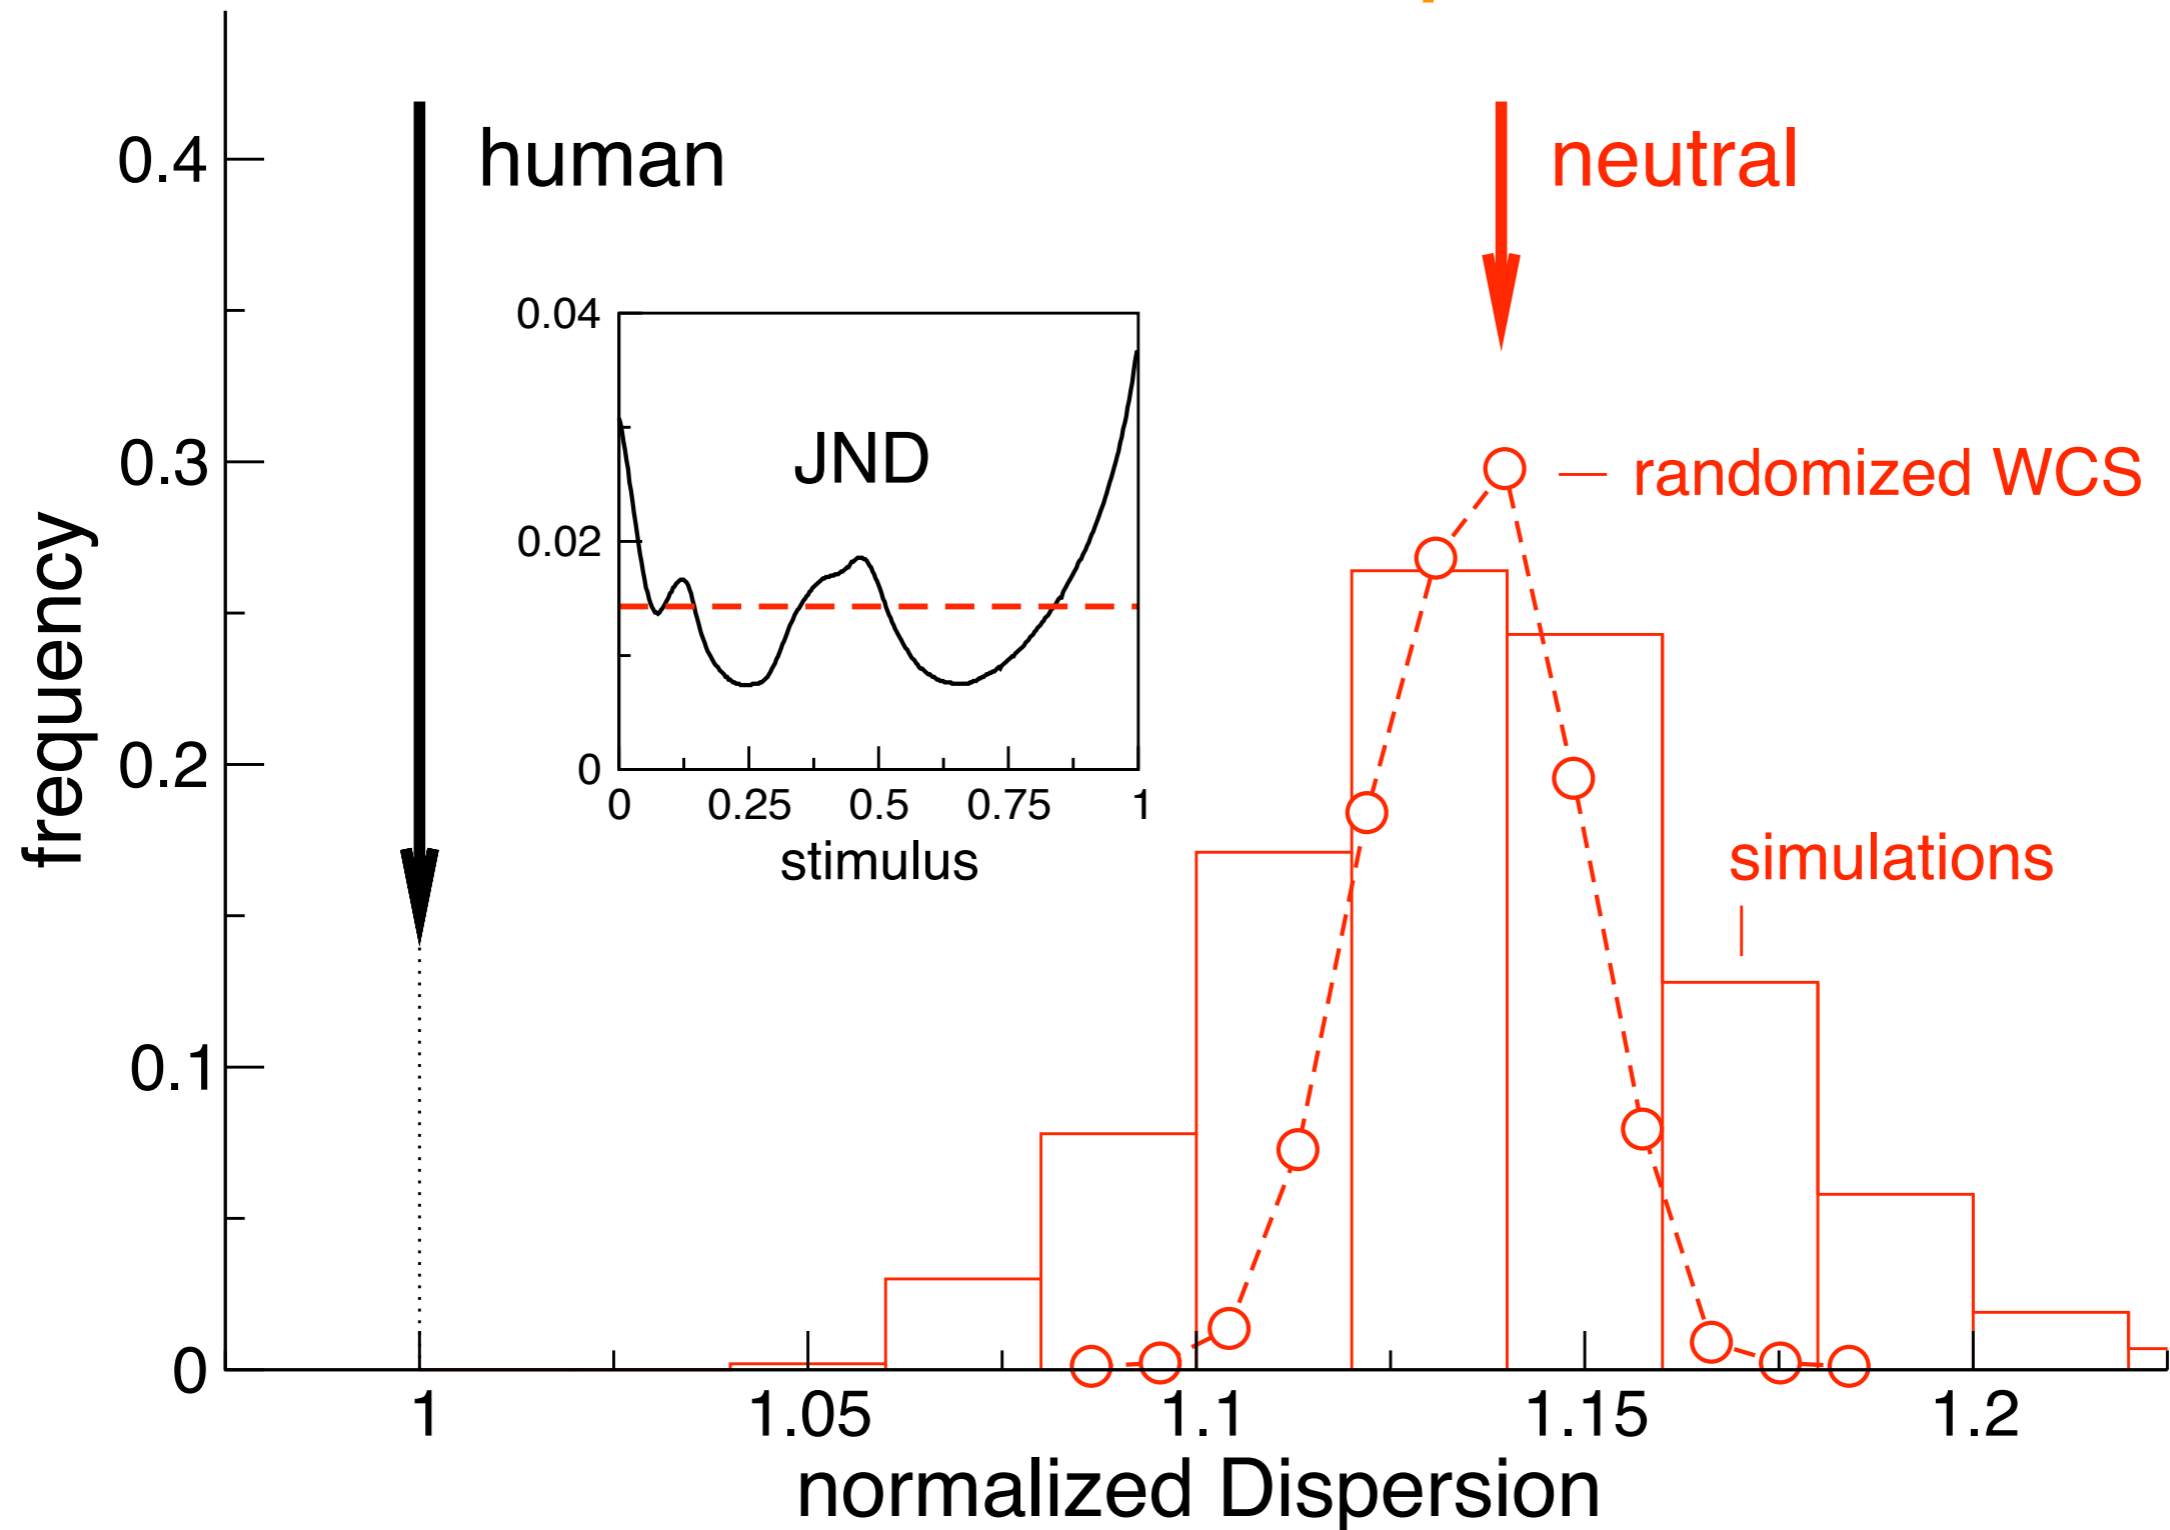 human
neutral
0.4
0.3
0.2
0.1
0
frequency
0.04
0.02
0
JND
0 0.25 0.5 0.75 1
stimulus
randomized WCS
simulations
1 1.05 1.1 1.15 1.2
normalized Dispersion